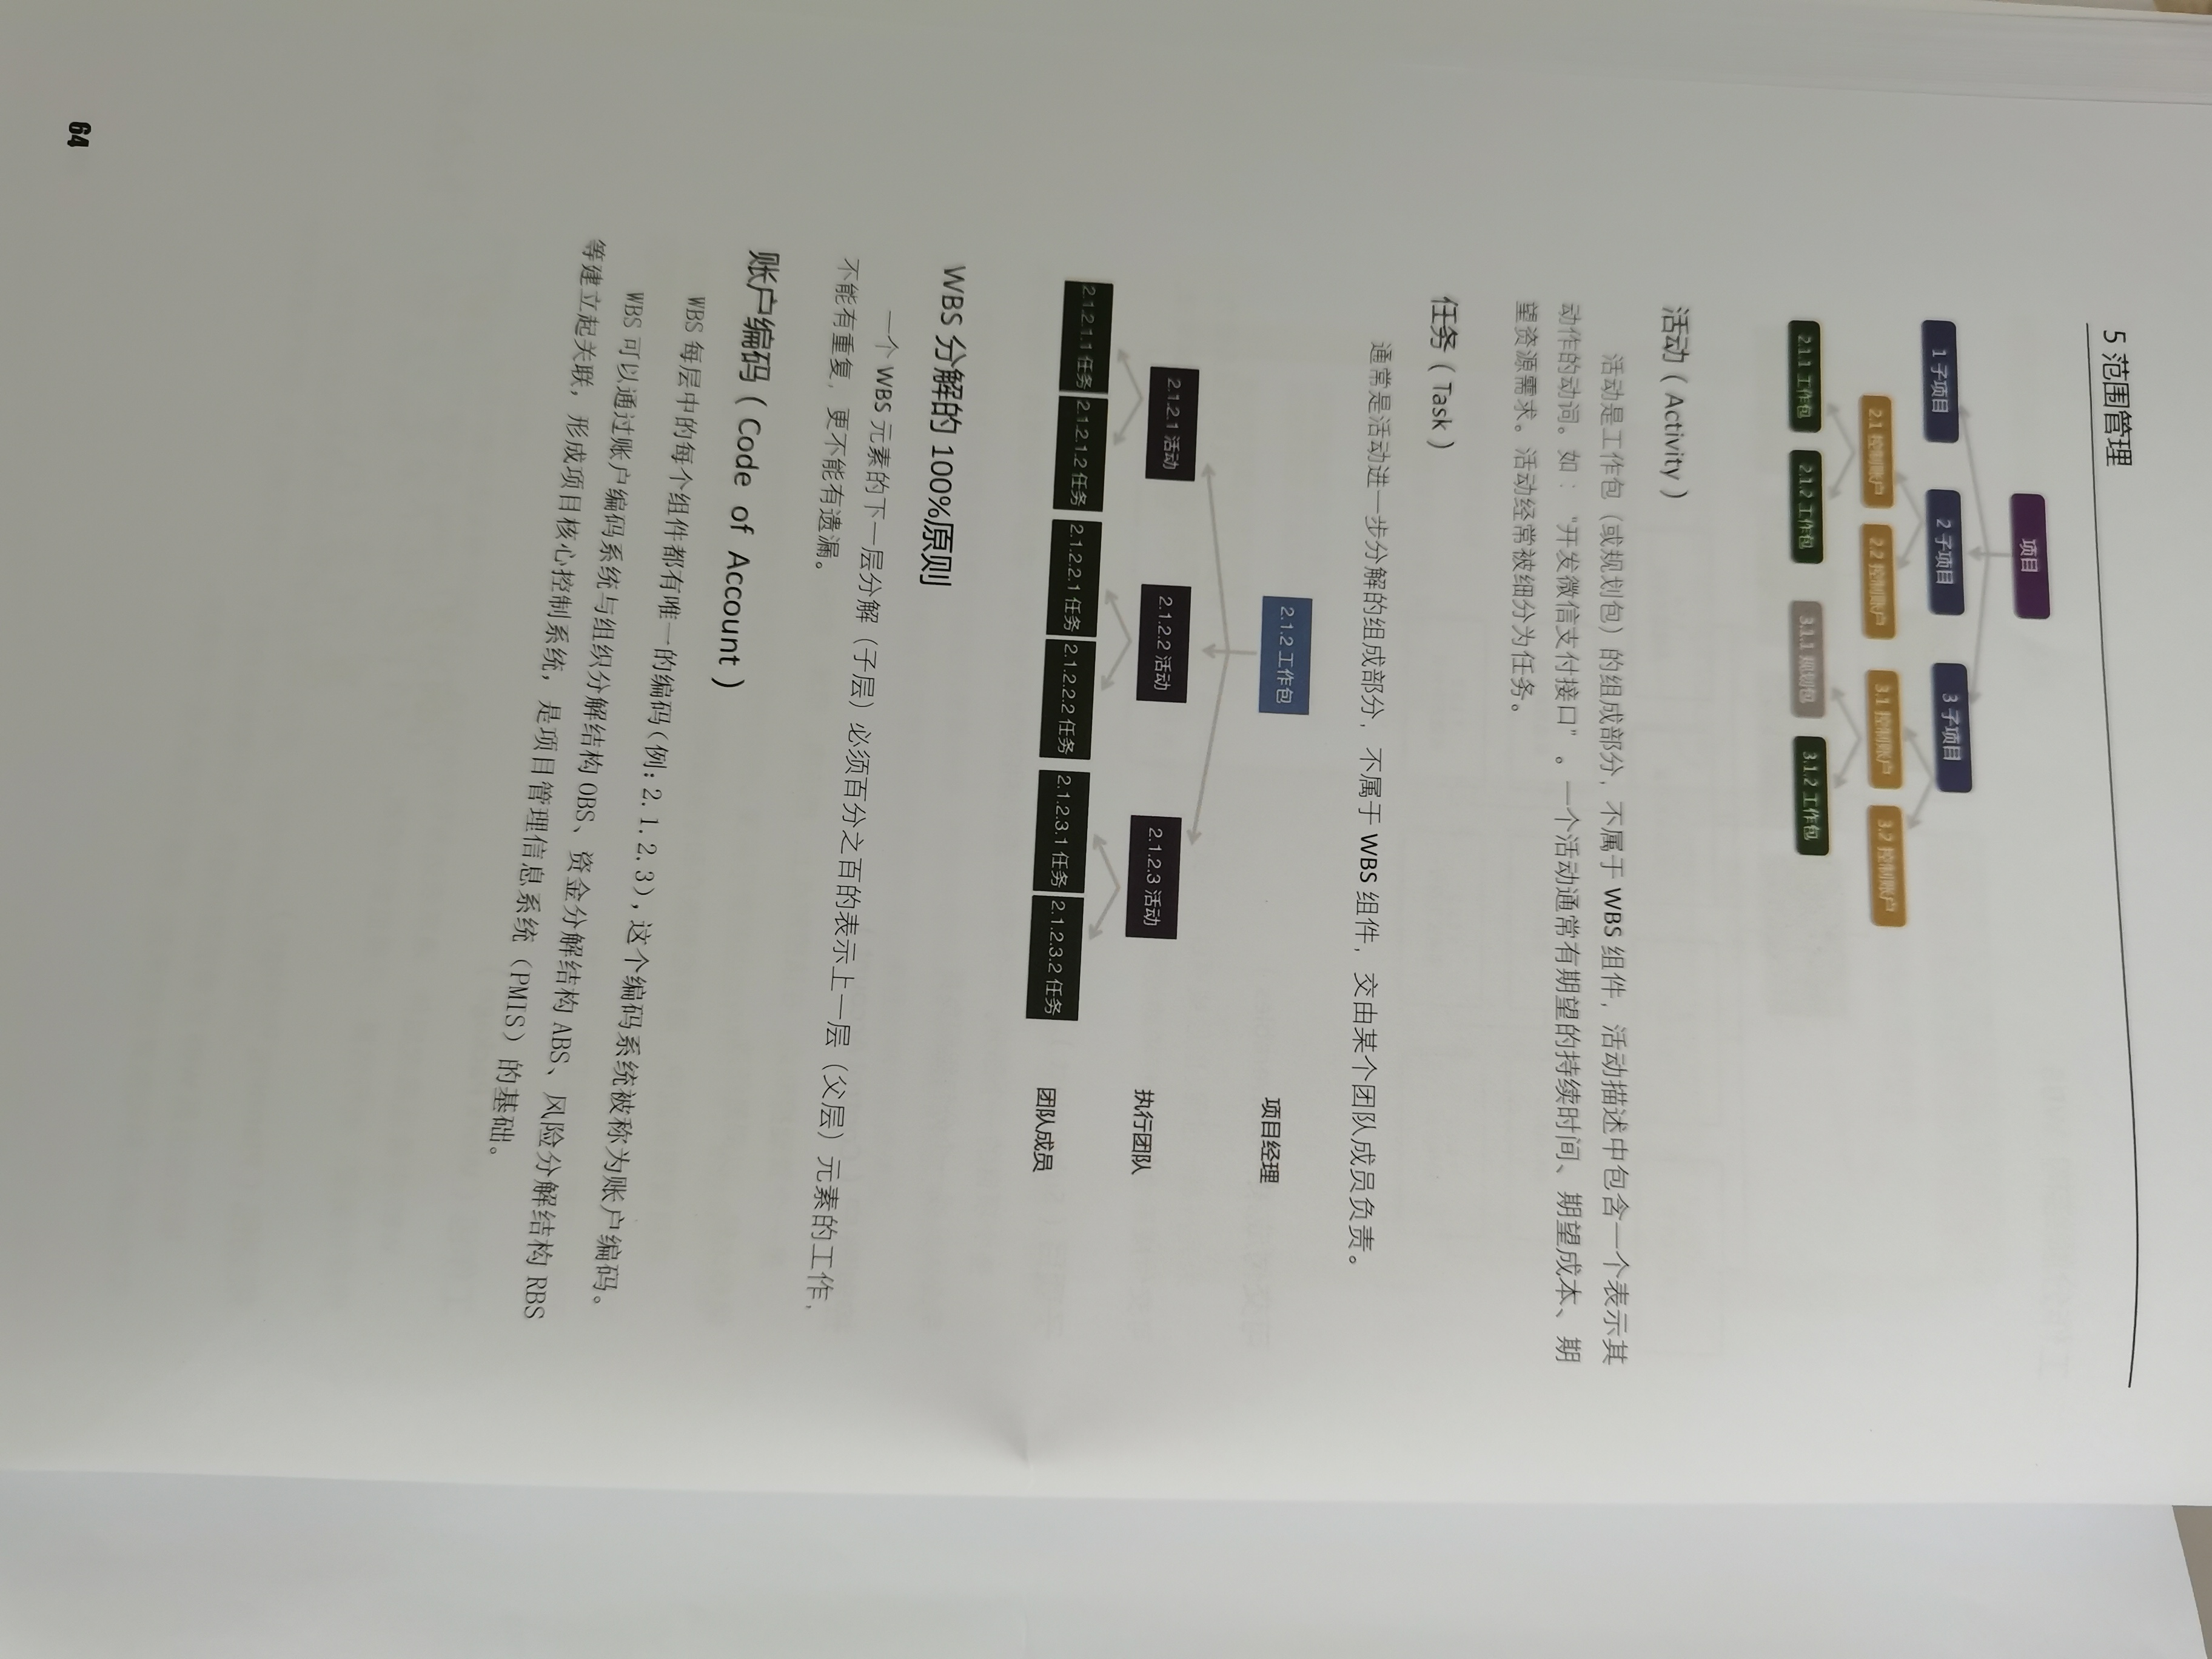 5 范围管理
项目
1 子项目
2 子项目
3 子项目
2.1 控制账户
2.2 控制账户
3.1 控制账户
3.2 控制账户
2.1.1 工作包
2.1.2 工作包
3.1.1 规划包
3.1.2 工作包
活动（Activity）
活动是工作包（或规划包）的组成部分，不属于 WBS 组件，活动描述中包含一个表示其
动作的动词。如：“开发微信支付接口”。一个活动通常有期望的持续时间、期望成本、期
望资源需求。活动经常被细分为任务。
任务（Task）
通常是活动进一步分解的组成部分，不属于 WBS 组件，交由某个团队成员负责。
2.1.2 工作包
项目经理
2.1.2.1 活动
2.1.2.2 活动
2.1.2.3 活动
执行团队
2.1.2.1.1 任务
2.1.2.1.2 任务
2.1.2.2.1 任务
2.1.2.2.2 任务
2.1.2.3.1 任务
2.1.2.3.2 任务
团队成员
WBS 分解的 100%原则
一个 WBS 元素的下一层分解（子层）必须百分之百的表示上一层（父层）元素的工作，
不能有重复，更不能有遗漏。
账户编码（Code of Account）
WBS 每层中的每个组件都有唯一的编码（例：2.1.2.3），这个编码系统被称为账户编码。
WBS 可以通过账户编码系统与组织分解结构 OBS、资金分解结构 ABS、风险分解结构 RBS
等建立起关联，形成项目核心控制系统，是项目管理信息系统（PMIS）的基础。
64